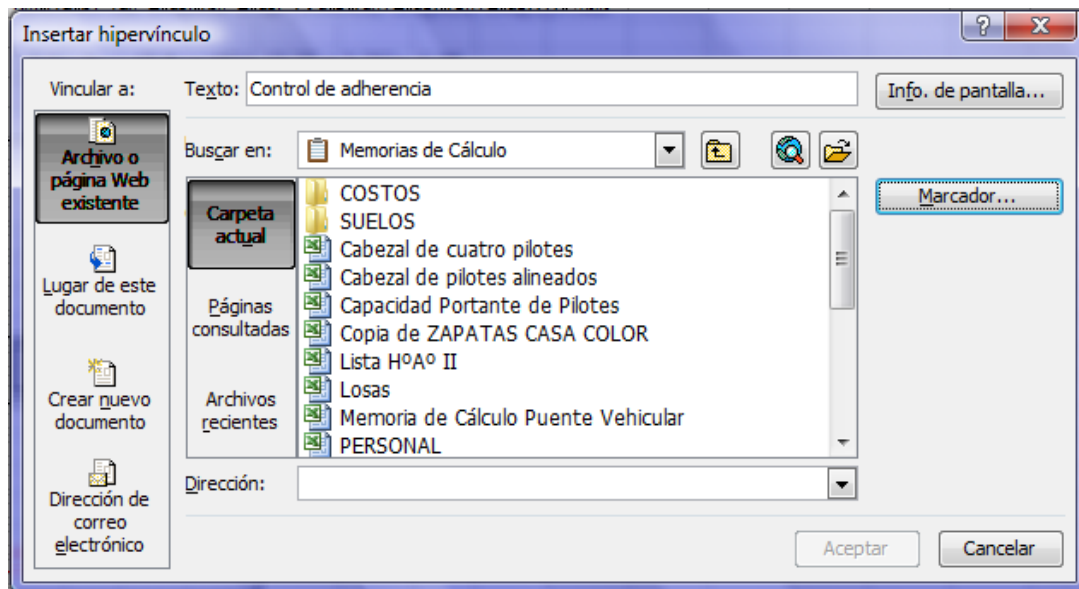 Insertar hipervínculo
Vincular a:
Texto: Control de adherencia
Info. de pantalla...
Archivo o
página Web
existente
Lugar de este
documento
Crear nuevo
documento
Dirección de
correo
electrónico
Buscar en: Memorias de Cálculo
Carpeta
actual
Páginas
consultadas
Archivos
recientes
COSTOS
SUELOS
Cabezal de cuatro pilotes
Cabezal de pilotes alineados
Capacidad Portante de Pilotes
Copia de ZAPATAS CASA COLOR
Lista HºAº II
Losas
Memoria de Cálculo Puente Vehicular
PERSONAL
Marcador...
Dirección:
Aceptar
Cancelar